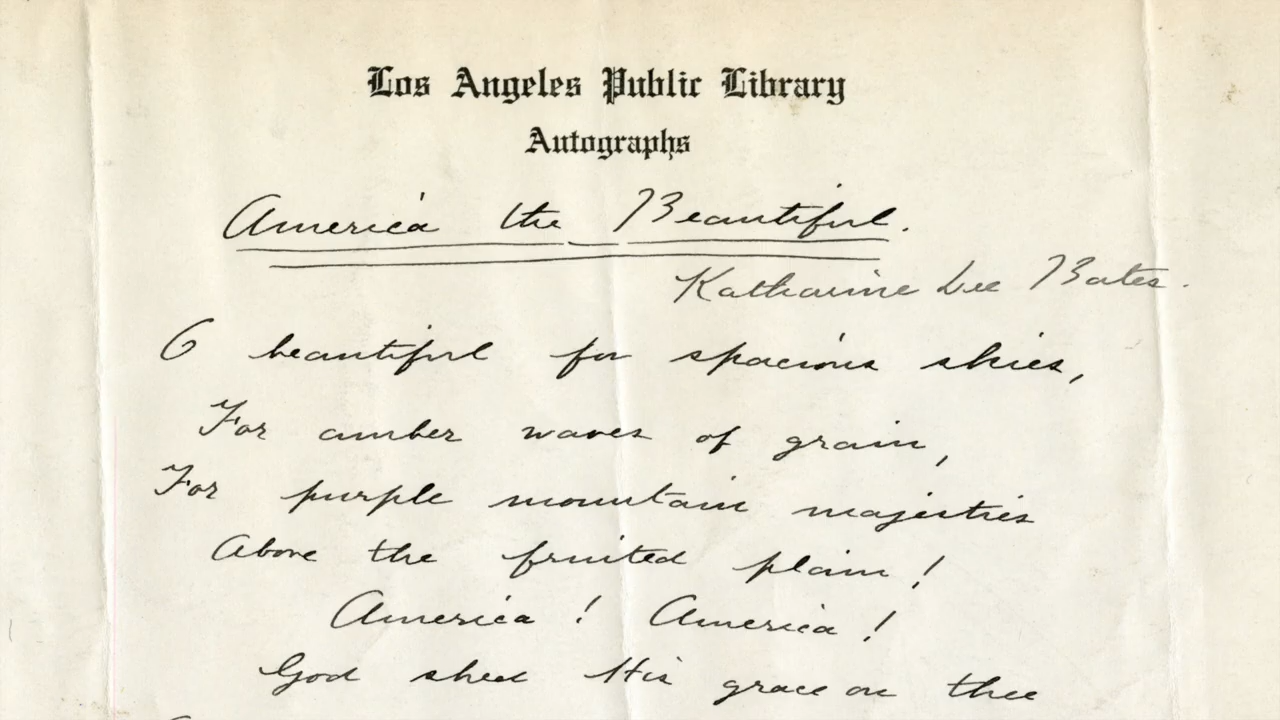 Los Angeles Public Library
Autographs
America the Beautiful.
Katharine Lee Bates.
O beautiful for spacious skies,
For amber waves of grain,
For purple mountain majesties
Above the fruited plain!
America! America!
God shed His grace on thee